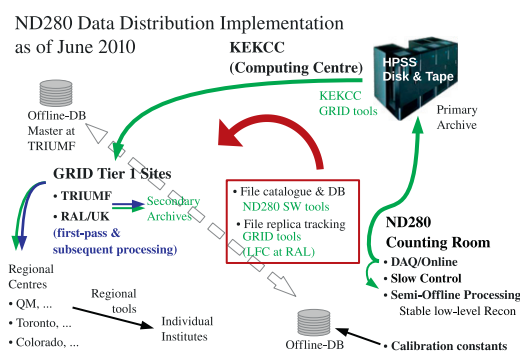 ND280 Data Distribution Implementation
as of June 2010
KEKCC
(Computing Centre)
HPSS
Disk & Tape
KEKCC
GRID tools
Primary
Archive
Offline-DB
Master at
TRIUMF
GRID Tier 1 Sites
• TRIUMF
• RAL/UK
(first-pass &
subsequent processing)
Secondary
Archives
• File catalogue & DB
ND280 SW tools
• File replica tracking
GRID tools
(LFC at RAL)
ND280
Counting Room
• DAQ/Online
• Slow Control
• Semi-Offline Processing
Stable low-level Recon
Regional
Centres
• QM, ...
• Toronto, ...
• Colorado, ...
Regional
tools
Individual
Institutes
Offline-DB
• Calibration constants